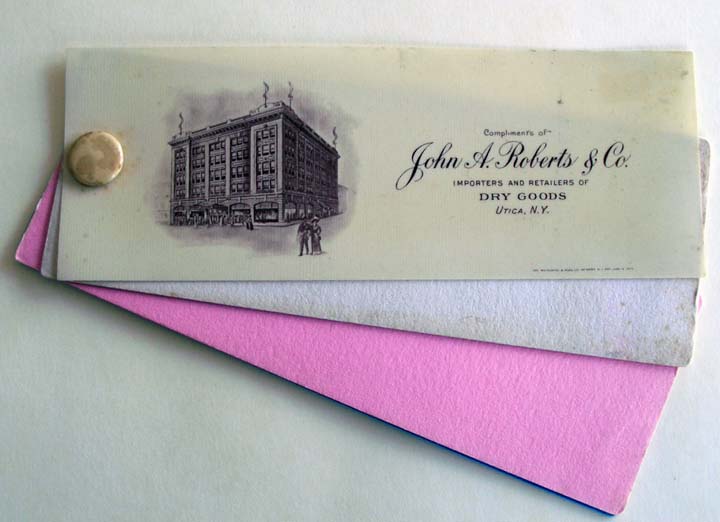 Compliments of
John A. Roberts & Co.
IMPORTERS AND RETAILERS OF
DRY GOODS
UTICA, N.Y.